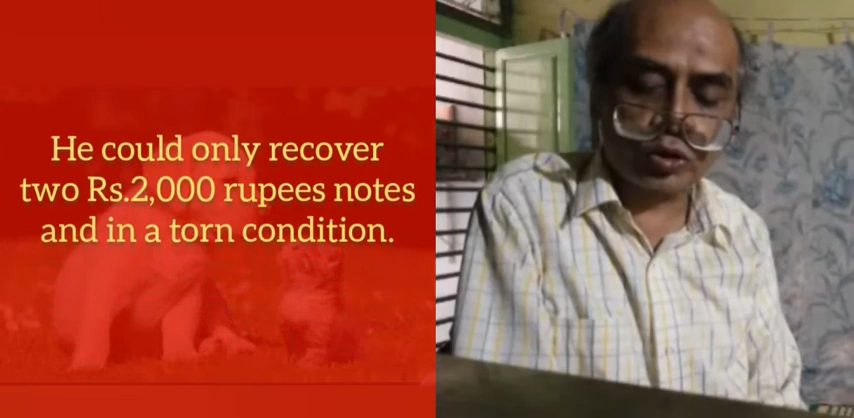 He could only recover
two Rs.2,000 rupees notes
and in a torn condition.